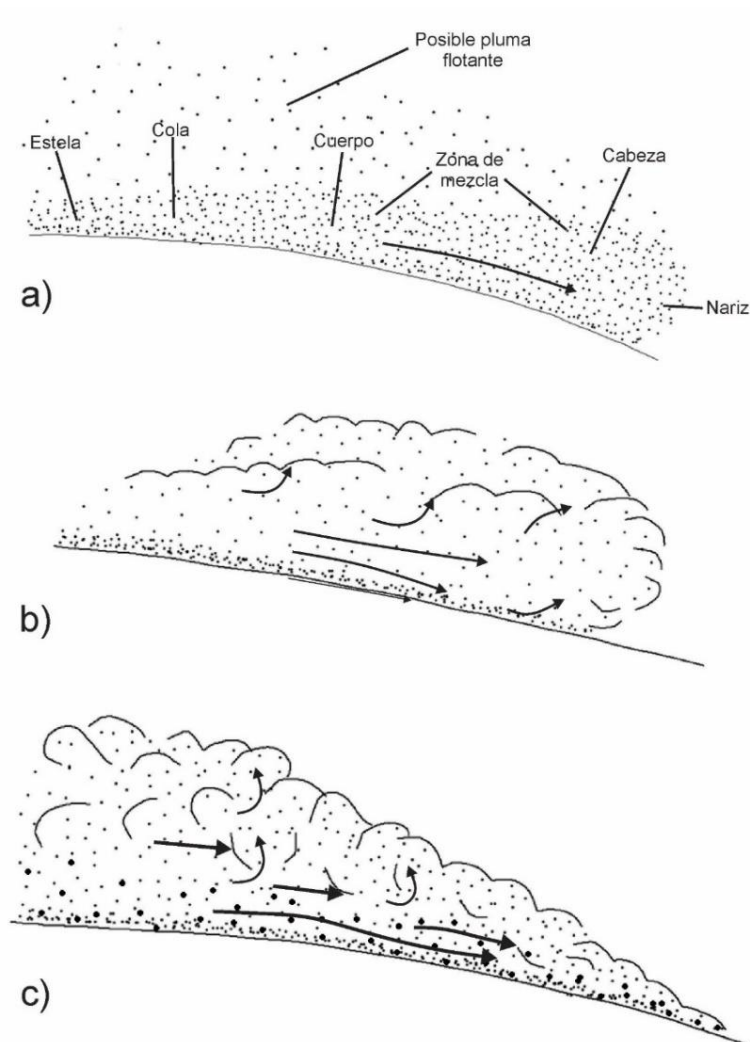 Posible pluma
flotante
Estela
Cola
Cuerpo
Zona de
mezcla
Cabeza
Nariz
a)
b)
c)